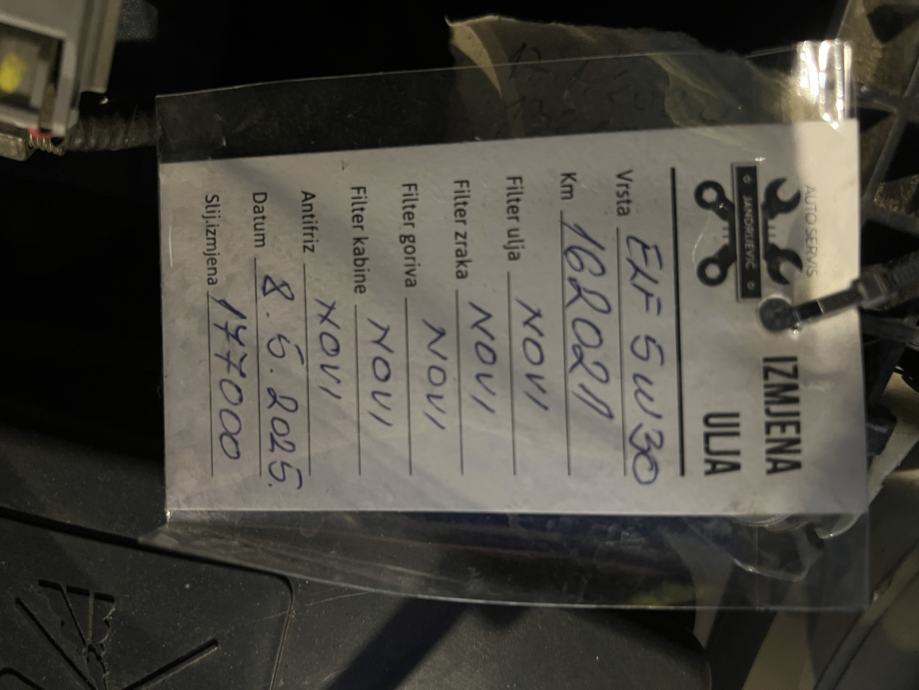 AUTO SERVIS
JANDRIJEVIĆ
IZMJENA
ULJA
Vrsta ELF 5W30
Km 162021
Filter ulja NOVI
Filter zraka NOVI
Filter goriva NOVI
Filter kabine NOVI
Antifriz NOVI
Datum 8.5.2025.
Slij.izmjena 177000